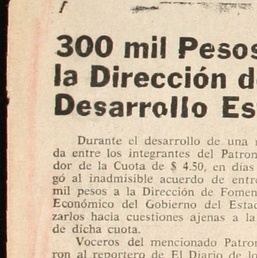 300 mil Pesos
la Dirección d
Desarrollo Es
Durante el desarrollo de una
da entre los integrantes del Patron
dor de la Cuota de $ 4.50, en días
gó al inadmisible acuerdo de entre
mil pesos a la Dirección de Fomen
Económico del Gobierno del Estad
zarlos hacia cuestiones ajenas a la
de dicha cuota.
Voceros del mencionado Patro
ron al reportero de El Diario de lo